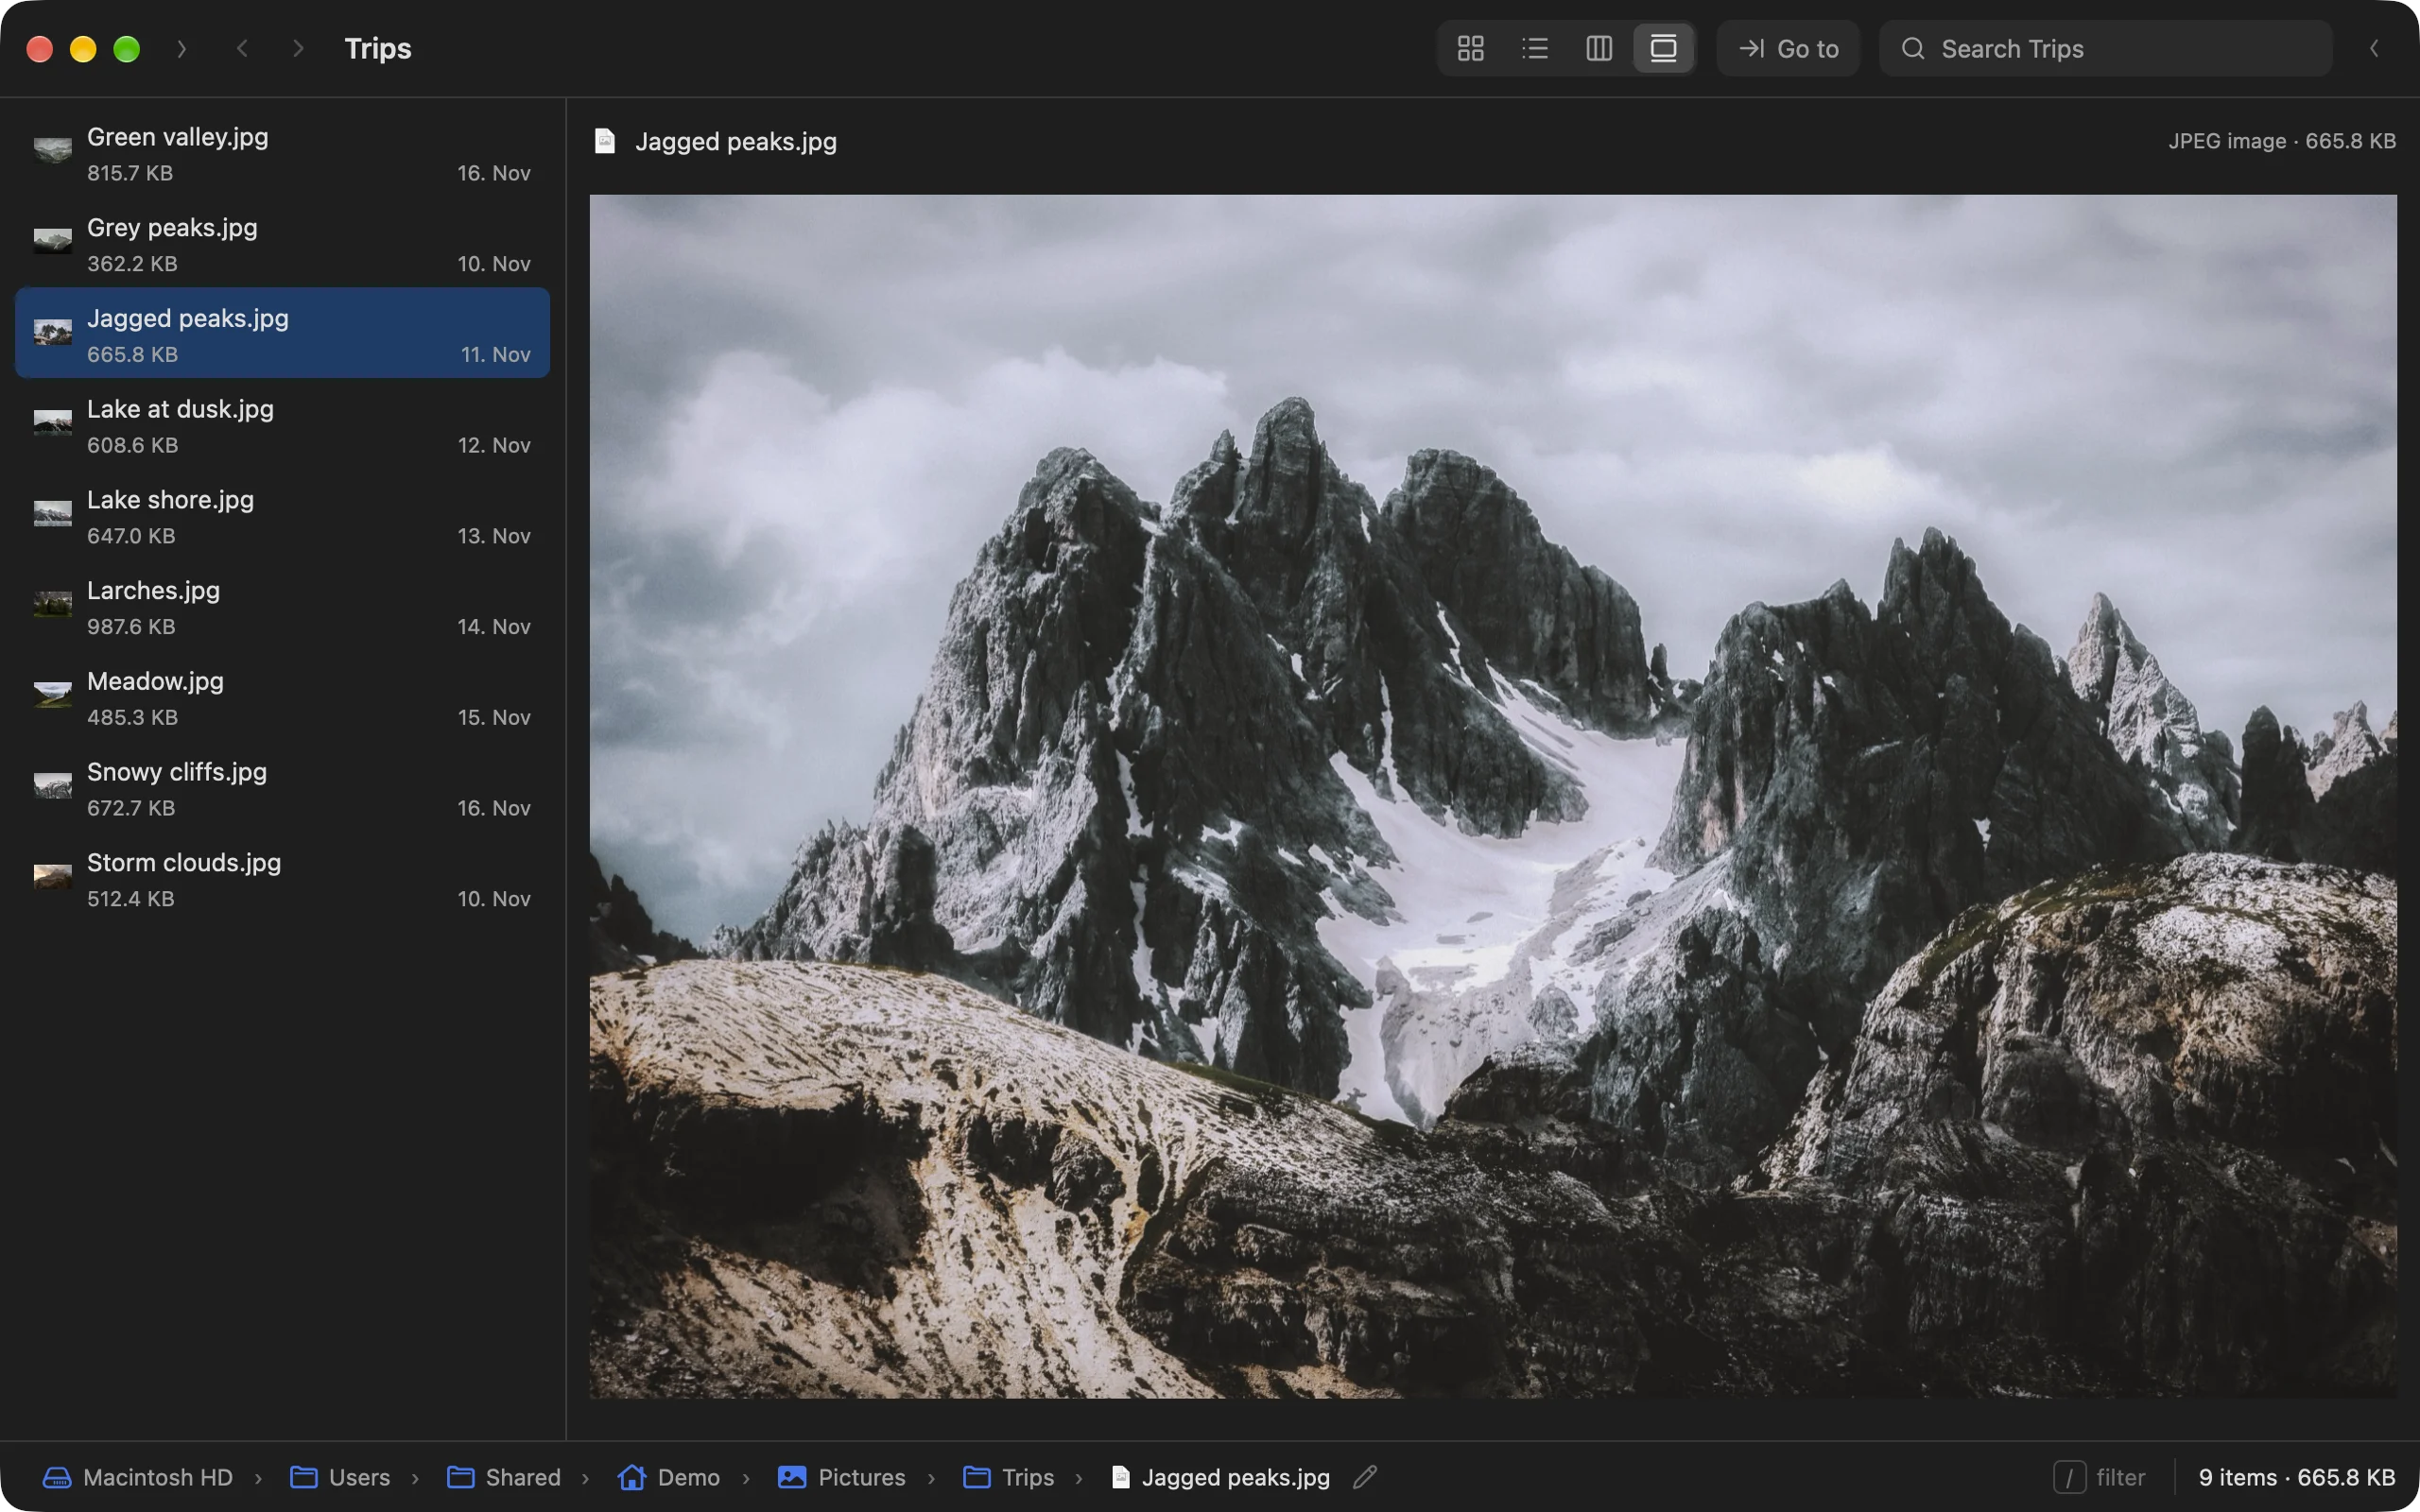 Trips
Go to
Search Trips
Green valley.jpg
815.7 KB 16. Nov
Grey peaks.jpg
362.2 KB 10. Nov
Jagged peaks.jpg
665.8 KB 11. Nov
Lake at dusk.jpg
608.6 KB 12. Nov
Lake shore.jpg
647.0 KB 13. Nov
Larches.jpg
987.6 KB 14. Nov
Meadow.jpg
485.3 KB 15. Nov
Snowy cliffs.jpg
672.7 KB 16. Nov
Storm clouds.jpg
512.4 KB 10. Nov
Jagged peaks.jpg
JPEG image · 665.8 KB
Macintosh HD › Users › Shared › Demo › Pictures › Trips › Jagged peaks.jpg
/ filter
9 items · 665.8 KB